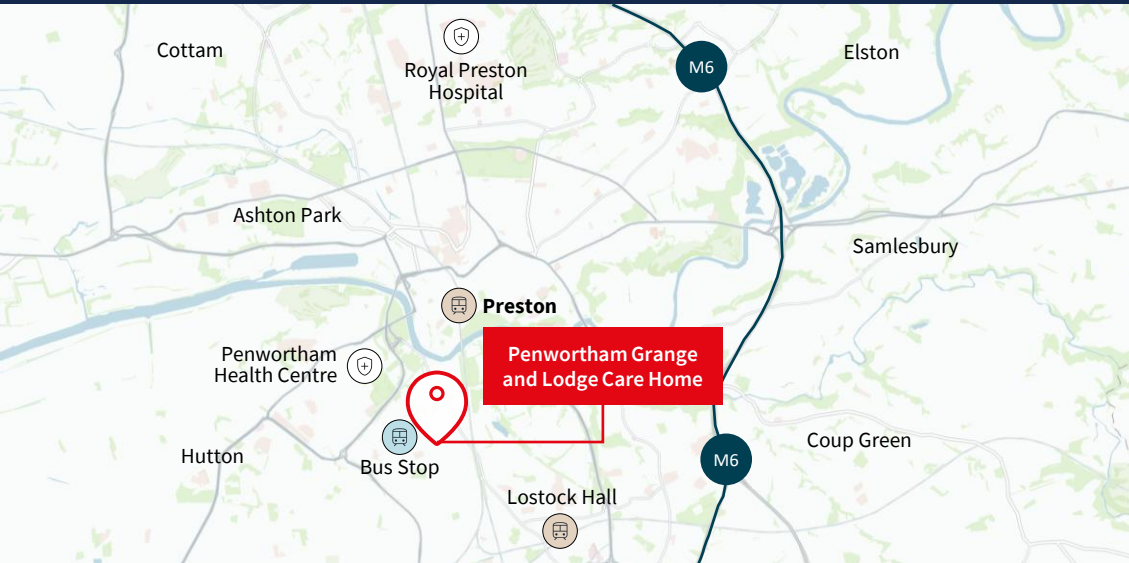 Cottam
Royal Preston
Hospital
M6
Elston
Ashton Park
Samlesbury
Preston
Penwortham Grange
and Lodge Care Home
Penwortham
Health Centre
Hutton
Bus Stop
Coup Green
M6
Lostock Hall